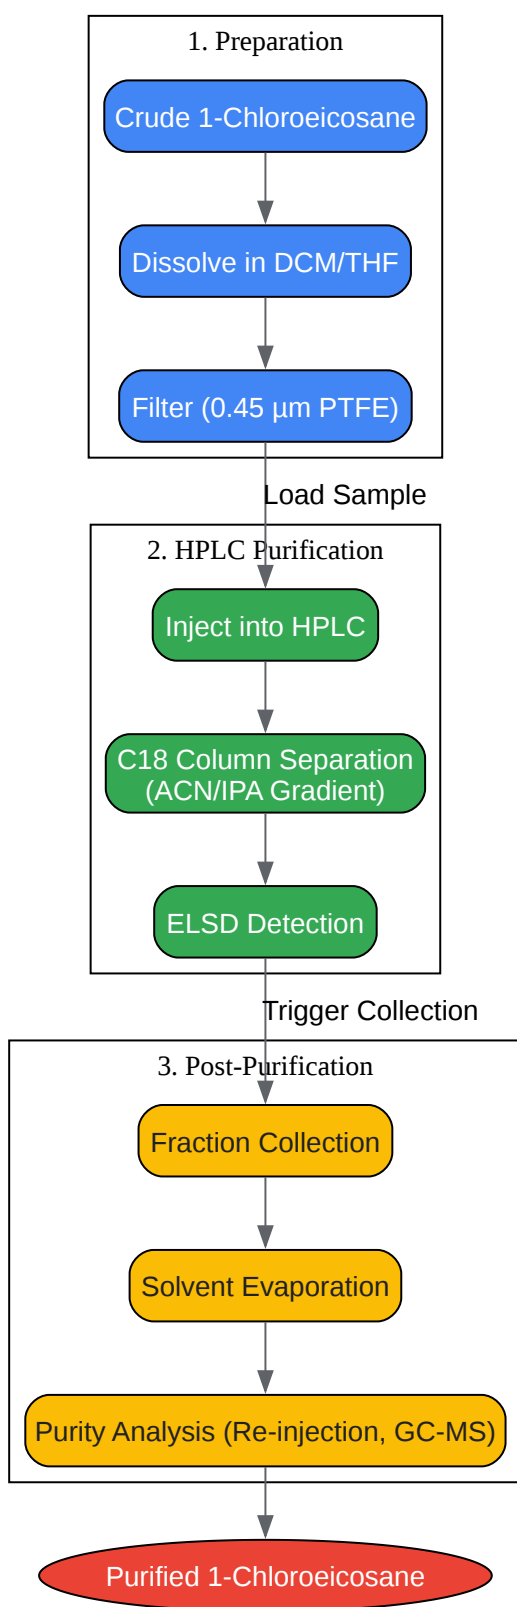 1. Preparation
Crude 1-Chloroeicosane
Dissolve in DCM/THF
Filter (0.45 µm PTFE)
Load Sample
2. HPLC Purification
Inject into HPLC
C18 Column Separation
(ACN/IPA Gradient)
ELSD Detection
Trigger Collection
3. Post-Purification
Fraction Collection
Solvent Evaporation
Purity Analysis (Re-injection, GC-MS)
Purified 1-Chloroeicosane